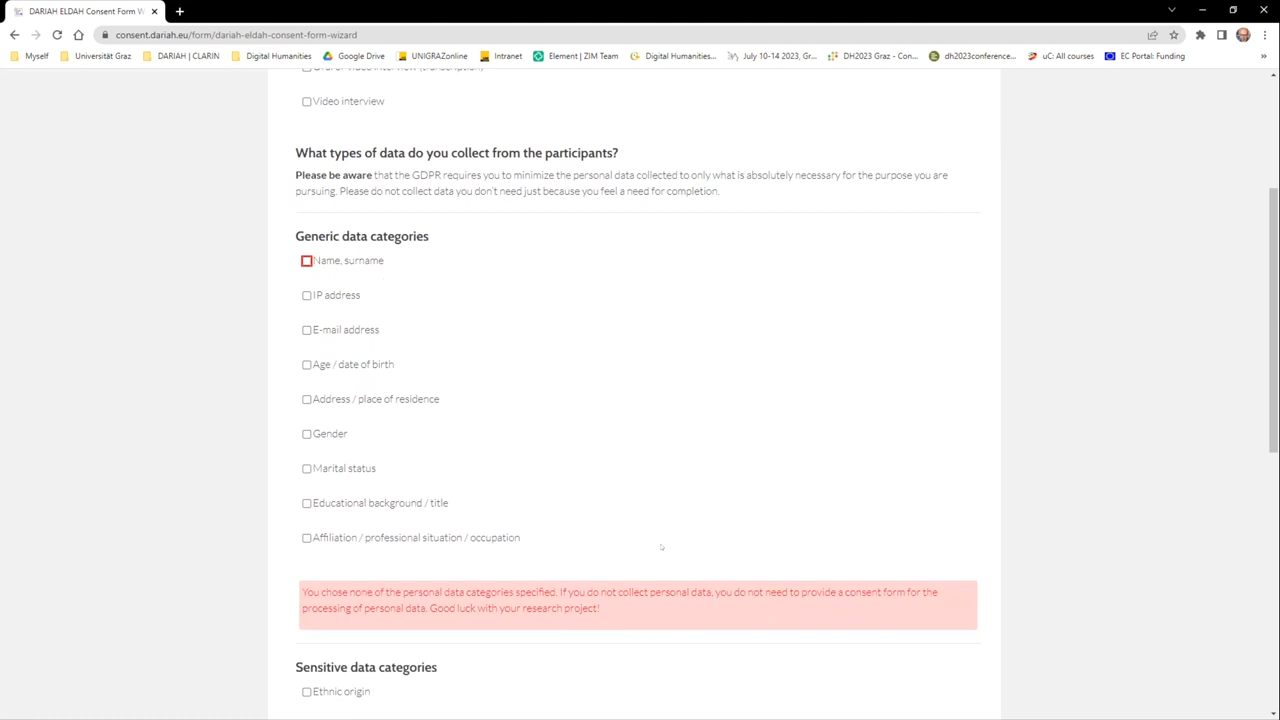 DARIAH ELDAH Consent Form W
consent.dariah.eu/form/dariah-eldah-consent-form-wizard
Myself
Universität Graz
DARIAH | CLARIN
Digital Humanities
Google Drive
UNIGRAZonline
Intranet
Element | ZIM Team
Digital Humanities...
July 10-14 2023, Gr...
DH2023 Graz - Con...
dh2023conference...
uC: All courses
EC Portal: Funding
»
Video interview
What types of data do you collect from the participants?
Please be aware that the GDPR requires you to minimize the personal data collected to only what is absolutely necessary for the purpose you are
pursuing. Please do not collect data you don't need just because you feel a need for completion.
Generic data categories
Name, surname
IP address
E-mail address
Age / date of birth
Address / place of residence
Gender
Marital status
Educational background / title
Affiliation / professional situation / occupation
You chose none of the personal data categories specified. If you do not collect personal data, you do not need to provide a consent form for the
processing of personal data. Good luck with your research project!
Sensitive data categories
Ethnic origin